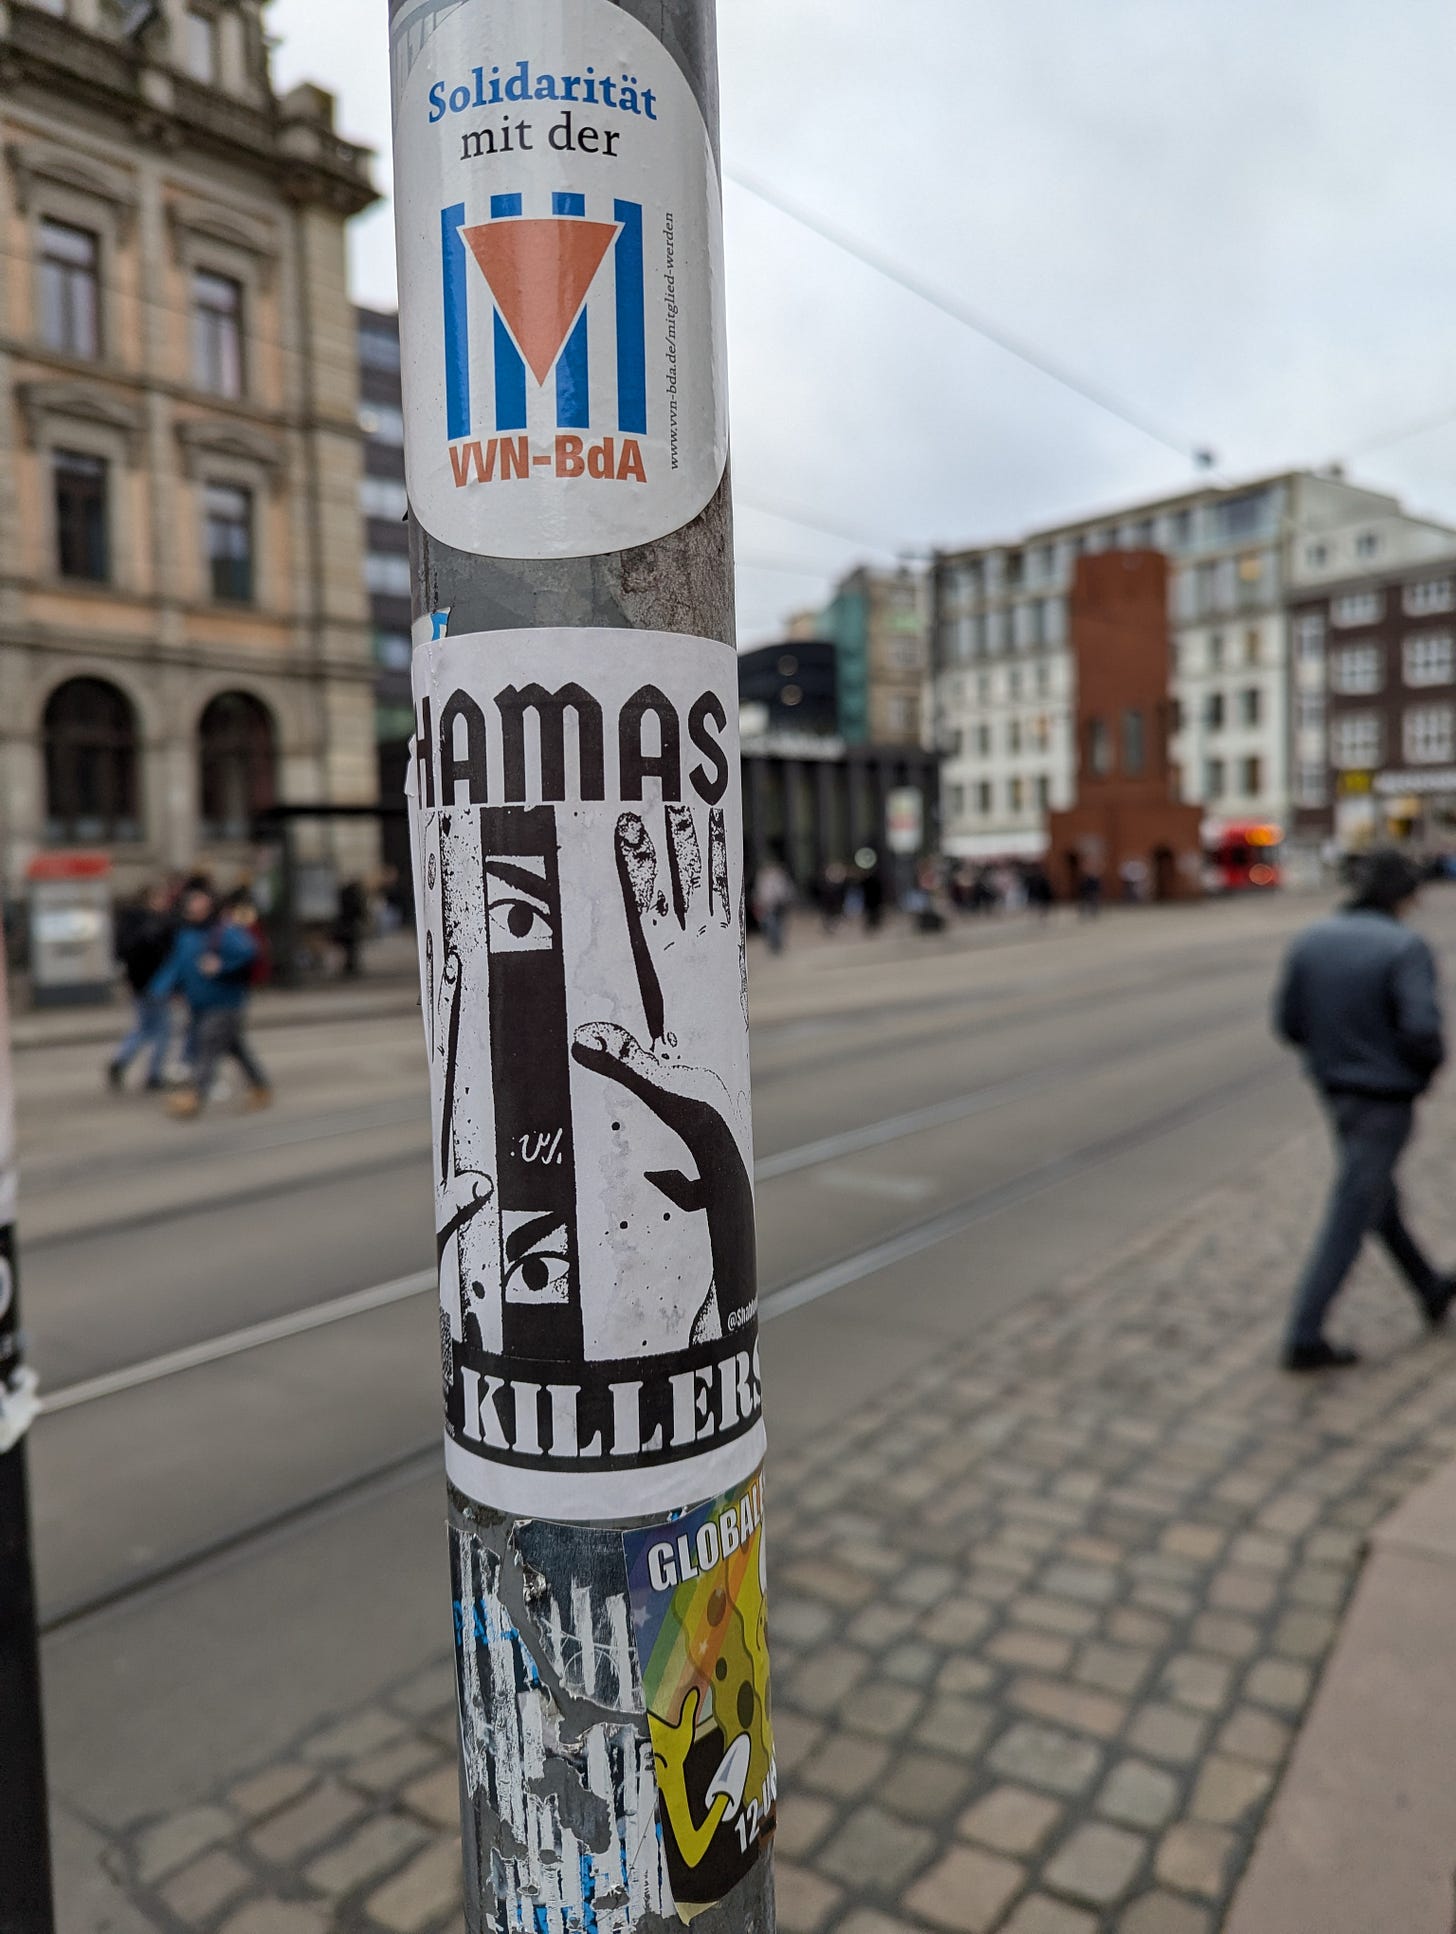 Solidarität
mit der
VVN-BdA
www.vvn-bda.de/mitglied-werden
HAMAS
KILLERS
GLOBAL